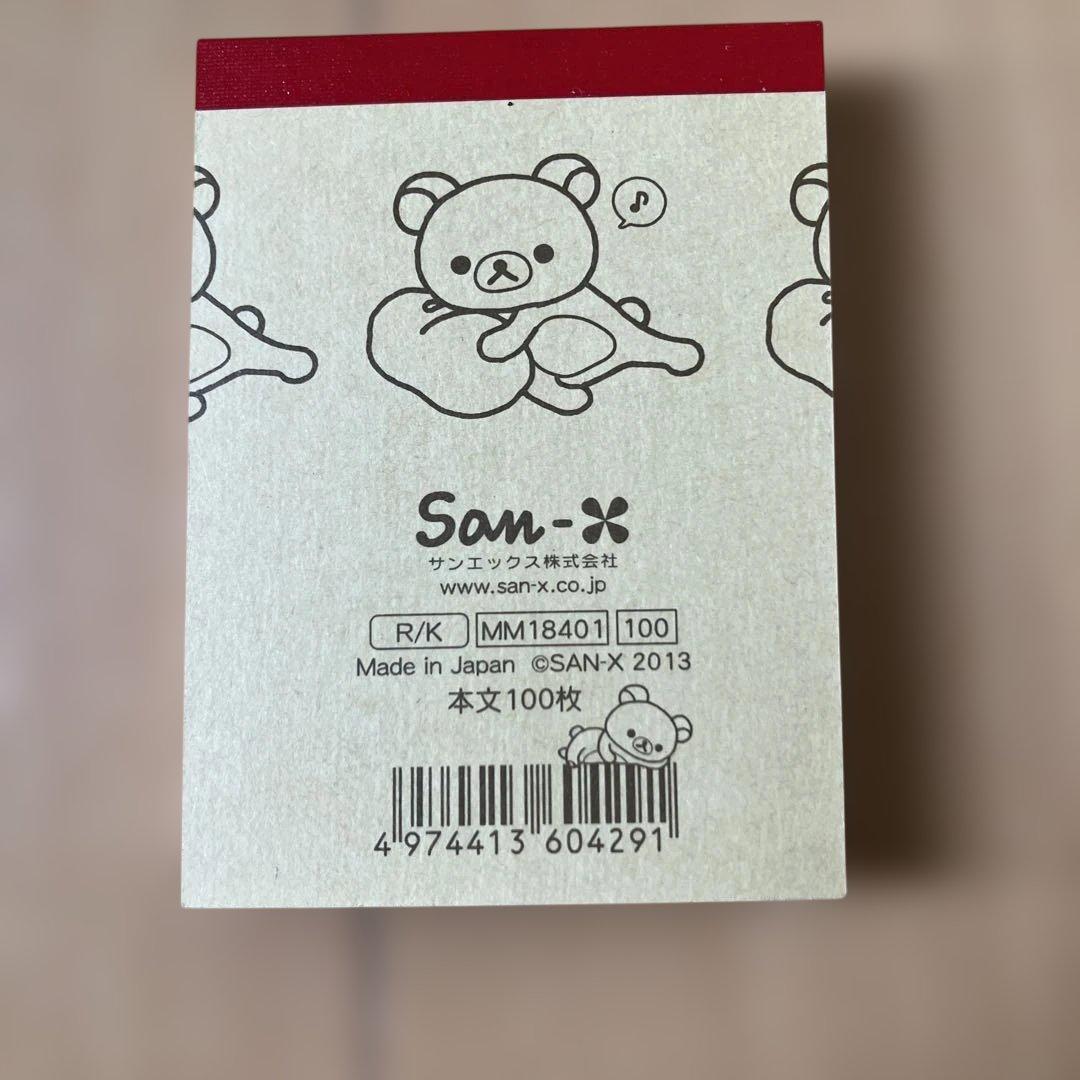 San-X
サンエックス株式会社
www.san-x.co.jp
R/K MM18401 100
Made in Japan ©SAN-X 2013
本文100枚
4 974413 604291